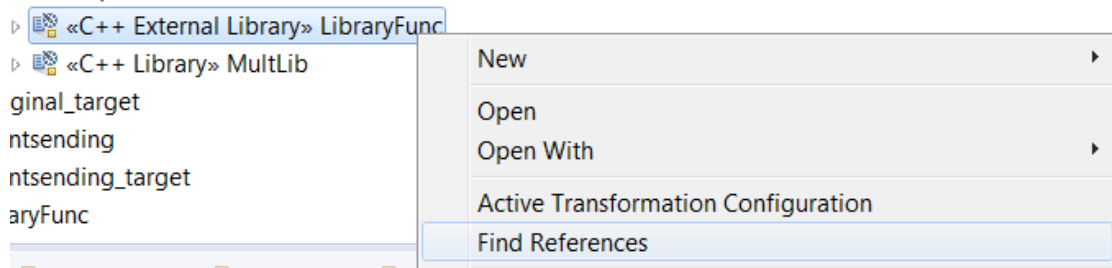 «C++ External Library» LibraryFunc
«C++ Library» MultLib
ginal_target
ntsending
ntsending_target
aryFunc
New
Open
Open With
Active Transformation Configuration
Find References